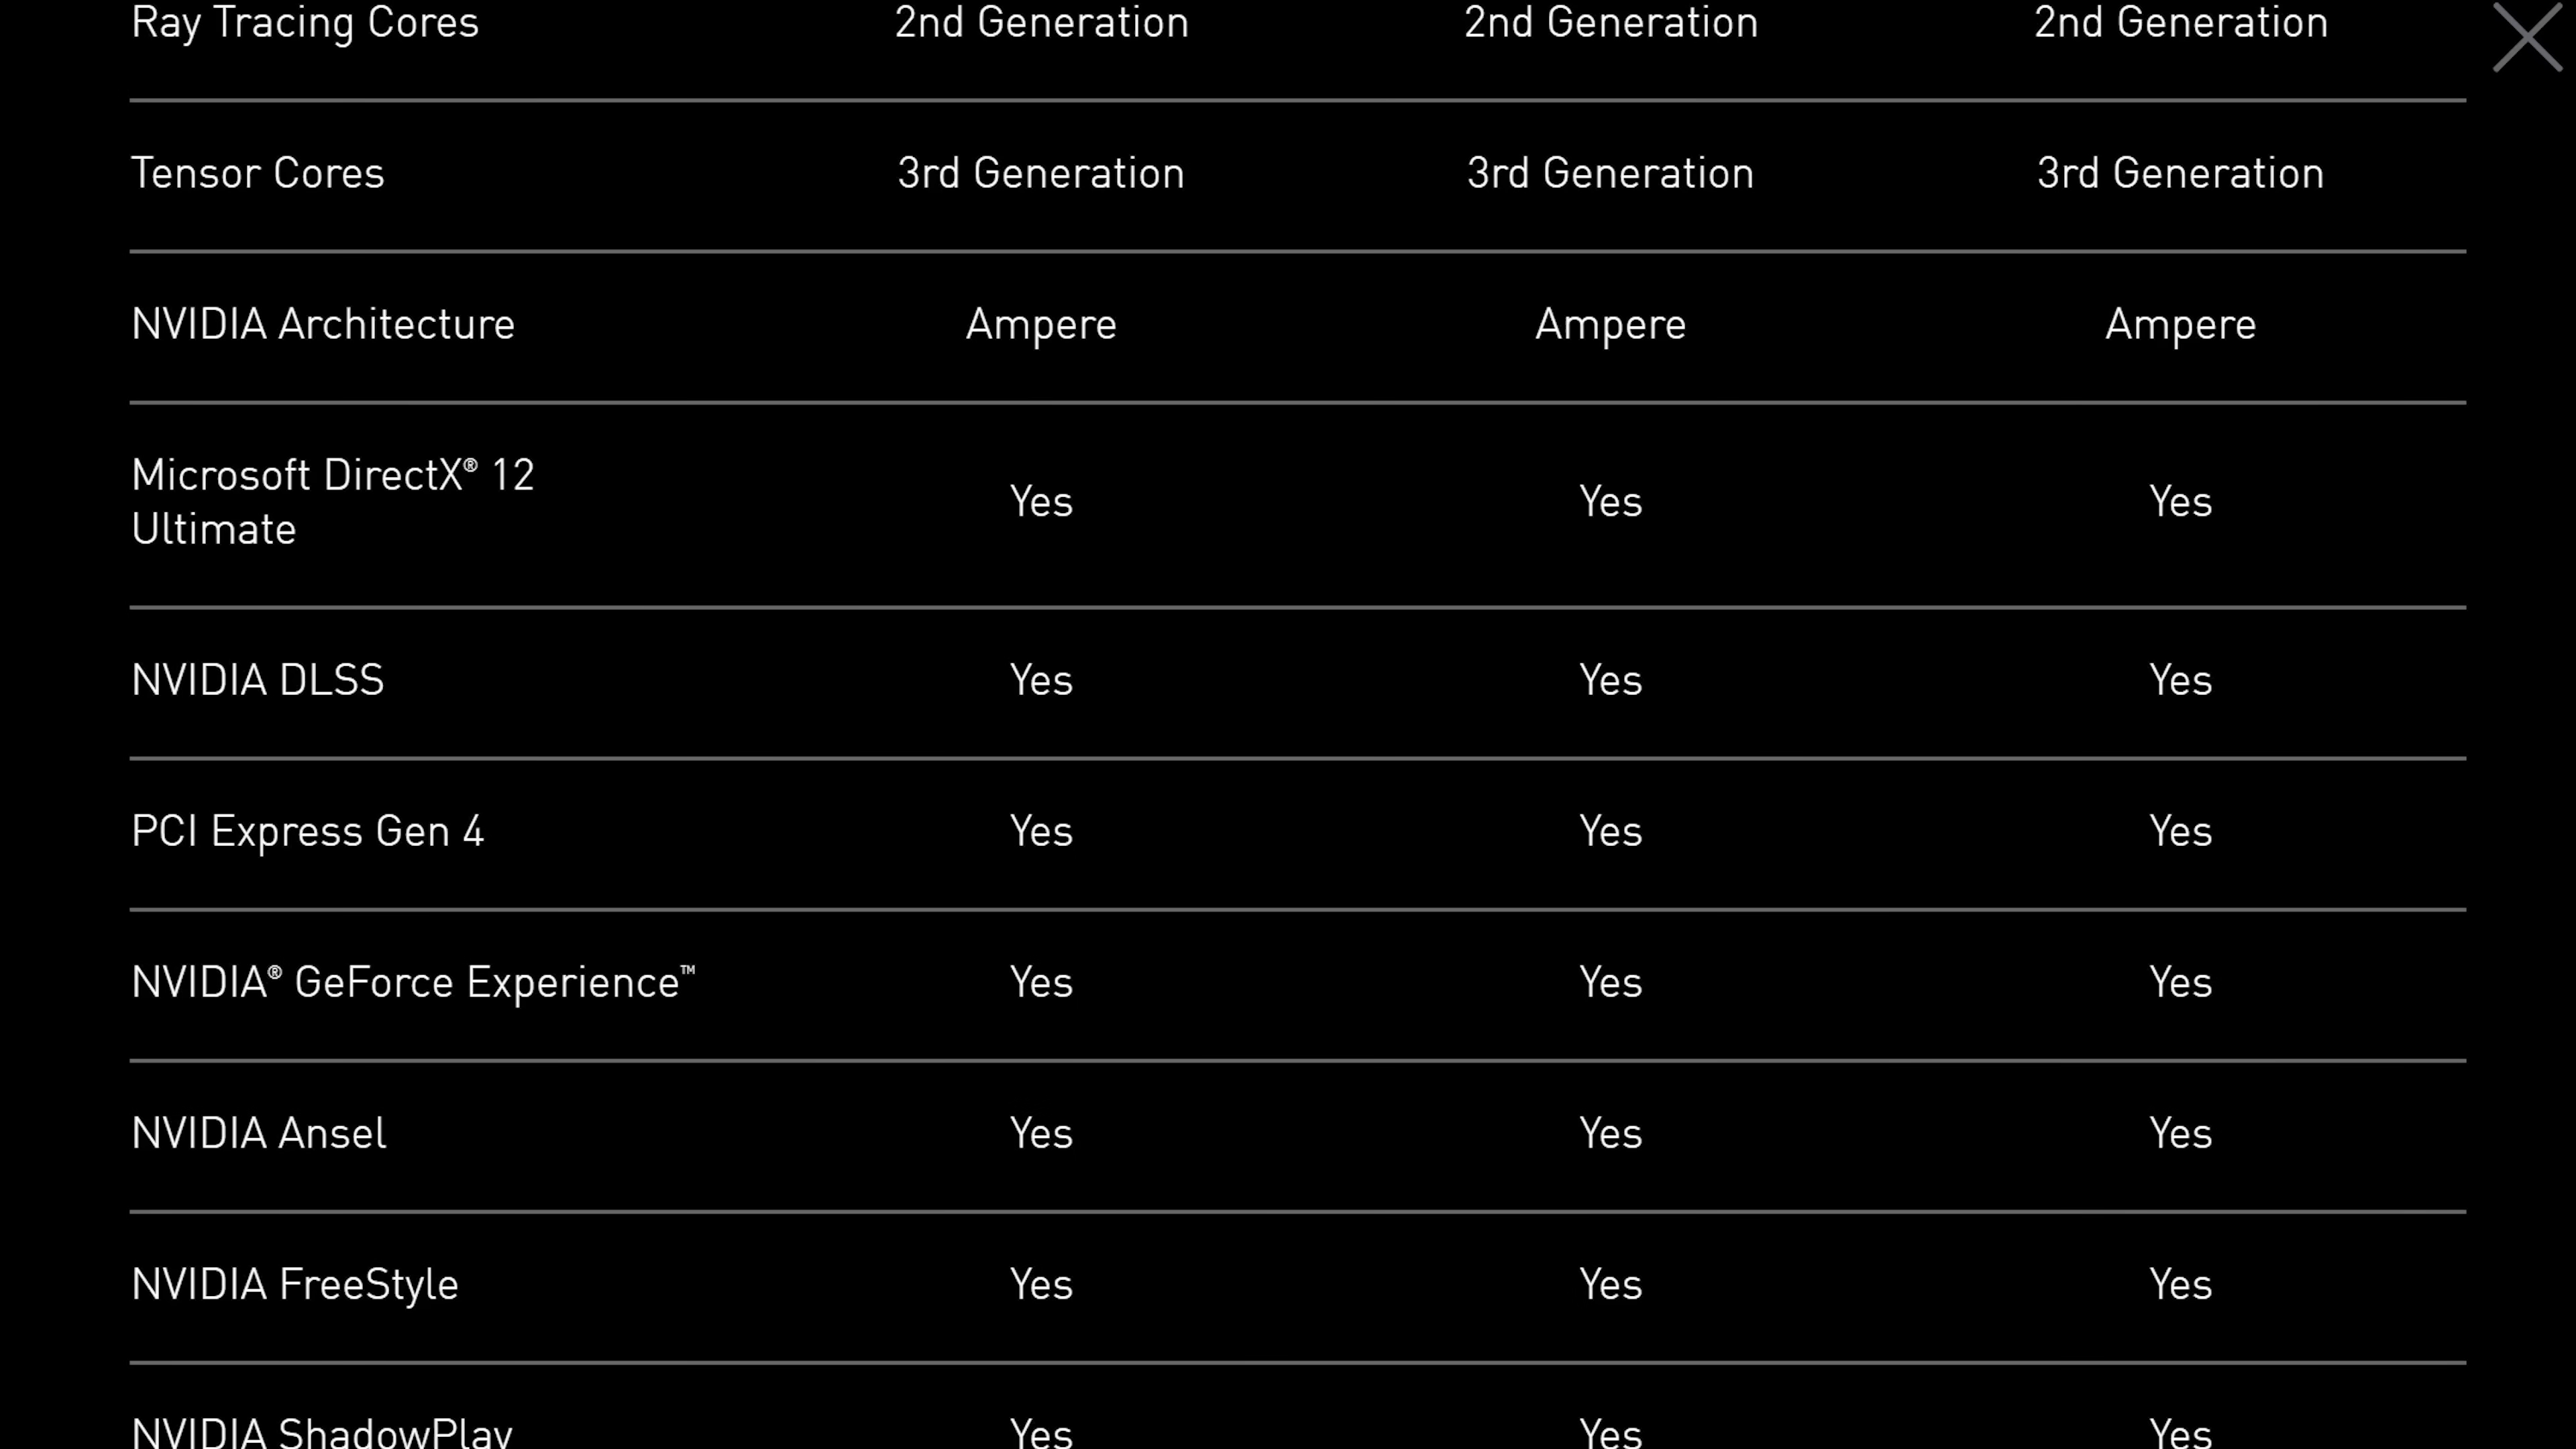 Ray Tracing Cores 2nd Generation 2nd Generation 2nd Generation
Tensor Cores 3rd Generation 3rd Generation 3rd Generation
NVIDIA Architecture Ampere Ampere Ampere
Microsoft DirectX® 12
Ultimate Yes Yes Yes
NVIDIA DLSS Yes Yes Yes
PCI Express Gen 4 Yes Yes Yes
NVIDIA® GeForce Experience™ Yes Yes Yes
NVIDIA Ansel Yes Yes Yes
NVIDIA FreeStyle Yes Yes Yes
NVIDIA ShadowPlay Yes Yes Yes